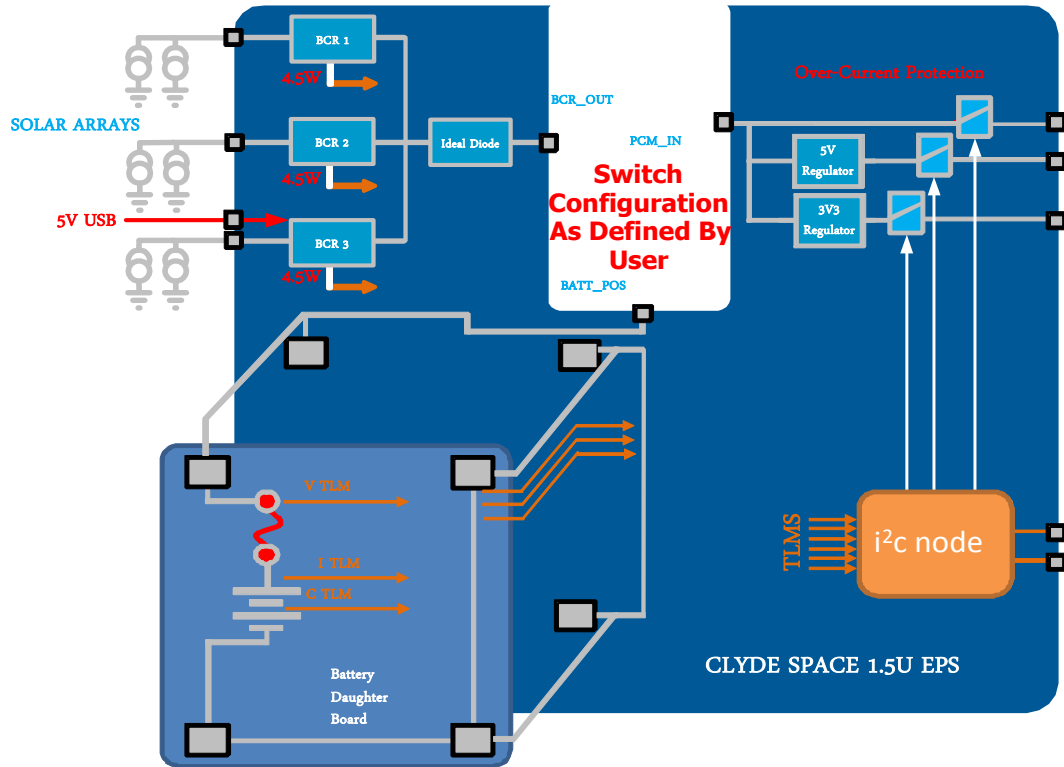 BCR 1
4.5W
SOLAR ARRAYS
BCR 2
4.5W
Ideal Diode
5V USB
BCR 3
4.5W
BCR_OUT
PCM_IN
Switch
Configuration
As Defined By
User
BATT_POS
Over-Current Protection
5V
Regulator
3V3
Regulator
V TLM
I TLM
C TLM
Battery
Daughter
Board
TLMS
i²c node
CLYDE SPACE 1.5U EPS